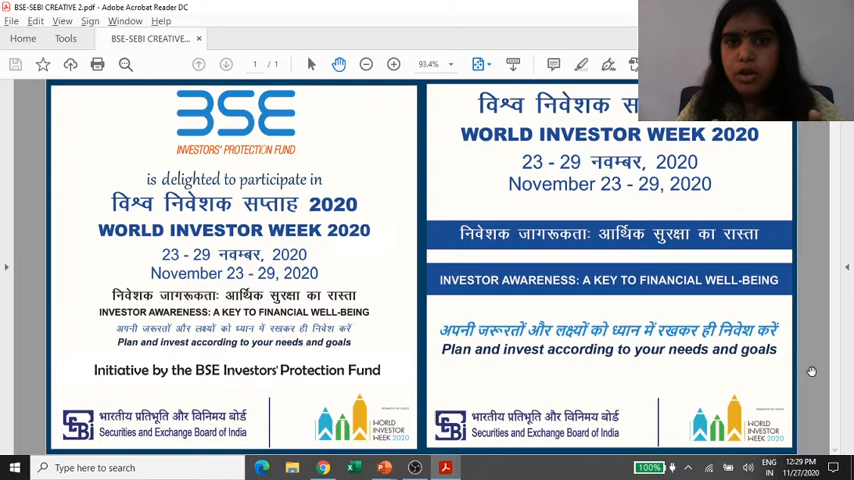 BSE-SEBI CREATIVE 2.pdf - Adobe Acrobat Reader DC
File Edit View Sign Window Help
Home Tools BSE-SEBI CREATIVE... ×
1 / 1 93.4%
BSE
INVESTORS' PROTECTION FUND
is delighted to participate in
विश्व निवेशक सप्ताह 2020
WORLD INVESTOR WEEK 2020
23 - 29 नवम्बर, 2020
November 23 - 29, 2020
निवेशक जागरूकताः आर्थिक सुरक्षा का रास्ता
INVESTOR AWARENESS: A KEY TO FINANCIAL WELL-BEING
अपनी जरूरतों और लक्ष्यों को ध्यान में रखकर ही निवेश करें
Plan and invest according to your needs and goals
Initiative by the BSE Investors' Protection Fund
भारतीय प्रतिभूति और विनिमय बोर्ड
Securities and Exchange Board of India
WORLD
INVESTOR
WEEK 2020
विश्व निवेशक स
WORLD INVESTOR WEEK 2020
23 - 29 नवम्बर, 2020
November 23 - 29, 2020
निवेशक जागरूकताः आर्थिक सुरक्षा का रास्ता
INVESTOR AWARENESS: A KEY TO FINANCIAL WELL-BEING
अपनी जरूरतों और लक्ष्यों को ध्यान में रखकर ही निवेश करें
Plan and invest according to your needs and goals
भारतीय प्रतिभूति और विनिमय बोर्ड
Securities and Exchange Board of India
WORLD
INVESTOR
WEEK 2020
Type here to search
100%
ENG
IN
12:29 PM
11/27/2020